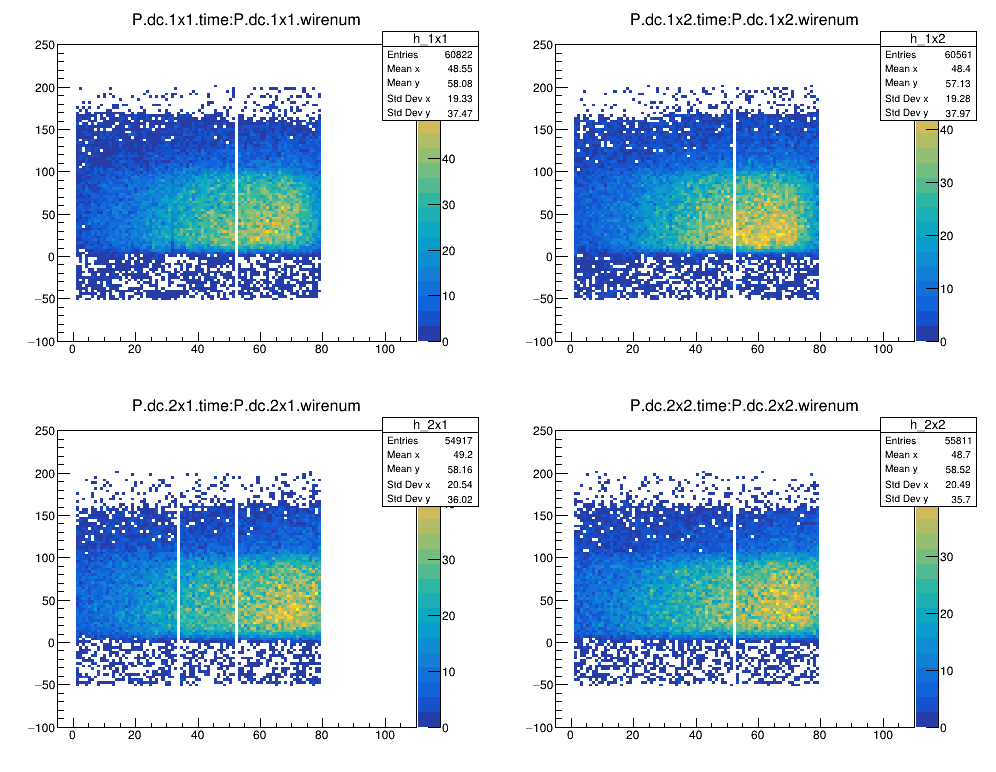 P.dc.1x1.time:P.dc.1x1.wirenum
h_1x1
Entries 60822
Mean x 48.55
Mean y 58.08
Std Dev x 19.33
Std Dev y 37.47
250
200
150
100
50
0
−50
−100
0 20 40 60 80 100
40
30
20
10
0
P.dc.1x2.time:P.dc.1x2.wirenum
h_1x2
Entries 60561
Mean x 48.4
Mean y 57.13
Std Dev x 19.28
Std Dev y 37.97
250
200
150
100
50
0
−50
−100
0 20 40 60 80 100
40
30
20
10
0
P.dc.2x1.time:P.dc.2x1.wirenum
h_2x1
Entries 54917
Mean x 49.2
Mean y 58.16
Std Dev x 20.54
Std Dev y 36.02
250
200
150
100
50
0
−50
−100
0 20 40 60 80 100
30
20
10
0
P.dc.2x2.time:P.dc.2x2.wirenum
h_2x2
Entries 55811
Mean x 48.7
Mean y 58.52
Std Dev x 20.49
Std Dev y 35.7
250
200
150
100
50
0
−50
−100
0 20 40 60 80 100
30
20
10
0